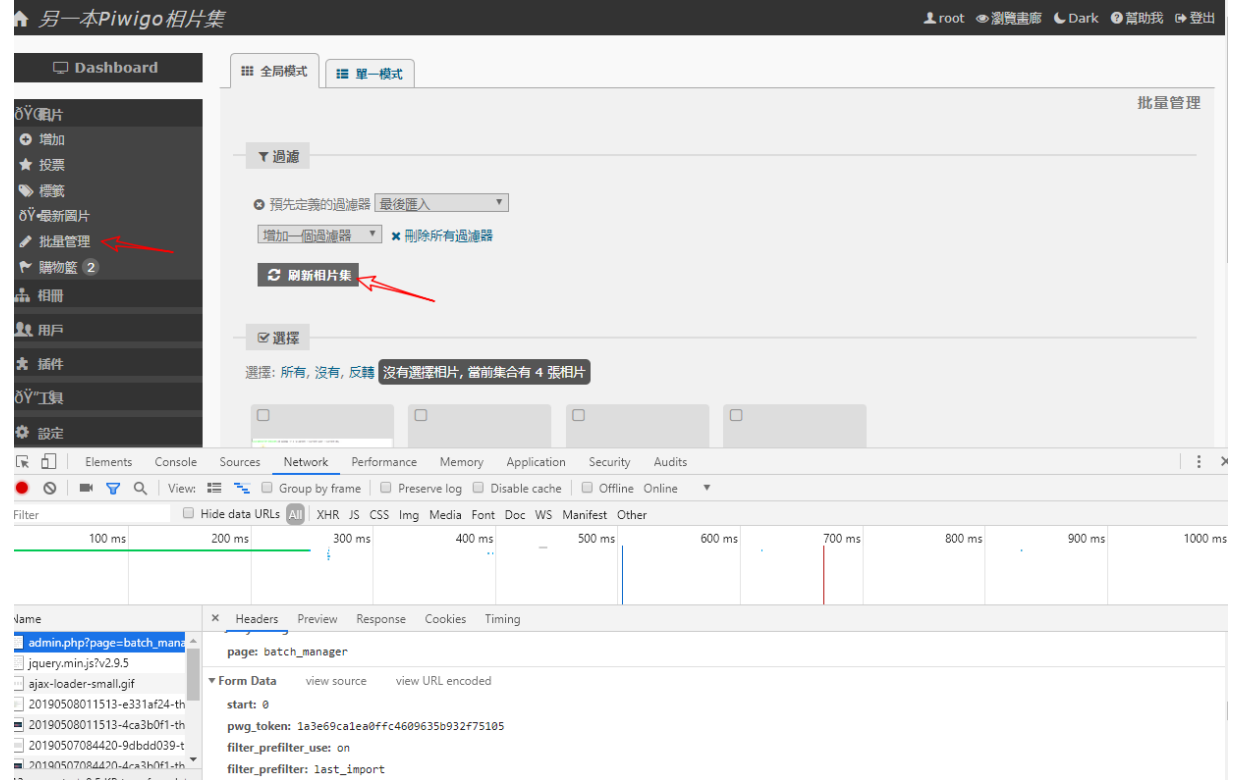 另一本Piwigo相片集
root 瀏覽畫廊 Dark 幫助我 登出
Dashboard
全局模式 單一模式
批量管理
ðŸŒ相片
增加
投票
標籤
最新圖片
批量管理
購物籃 2
相冊
用戶
插件
工具
設定
過濾
預先定義的過濾器 最後匯入
增加一個過濾器 刪除所有過濾器
刷新相片集
選擇
選擇: 所有, 沒有, 反轉 沒有選擇相片, 當前集合有 4 張相片
Elements Console Sources Network Performance Memory Application Security Audits
View: Group by frame Preserve log Disable cache Offline Online
Filter Hide data URLs All XHR JS CSS Img Media Font Doc WS Manifest Other
100 ms 200 ms 300 ms 400 ms 500 ms 600 ms 700 ms 800 ms 900 ms 1000 ms
Name
admin.php?page=batch_mana
jquery.min.js?v2.9.5
ajax-loader-small.gif
20190508011513-e331af24-th
20190508011513-4ca3b0f1-th
20190507084420-9dbdd039-t
20190507084420-4ca3b0f1-th
Headers Preview Response Cookies Timing
page: batch_manager
Form Data view source view URL encoded
start: 0
pwg_token: 1a3e69ca1ea0ffc4609635b932f75105
filter_prefilter_use: on
filter_prefilter: last_import